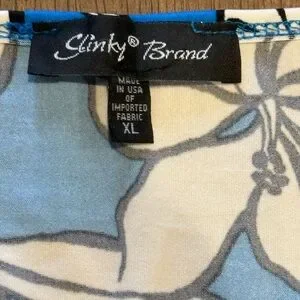 Slinky® Brand
MADE
IN USA
OF
IMPORTED
FABRIC
XL